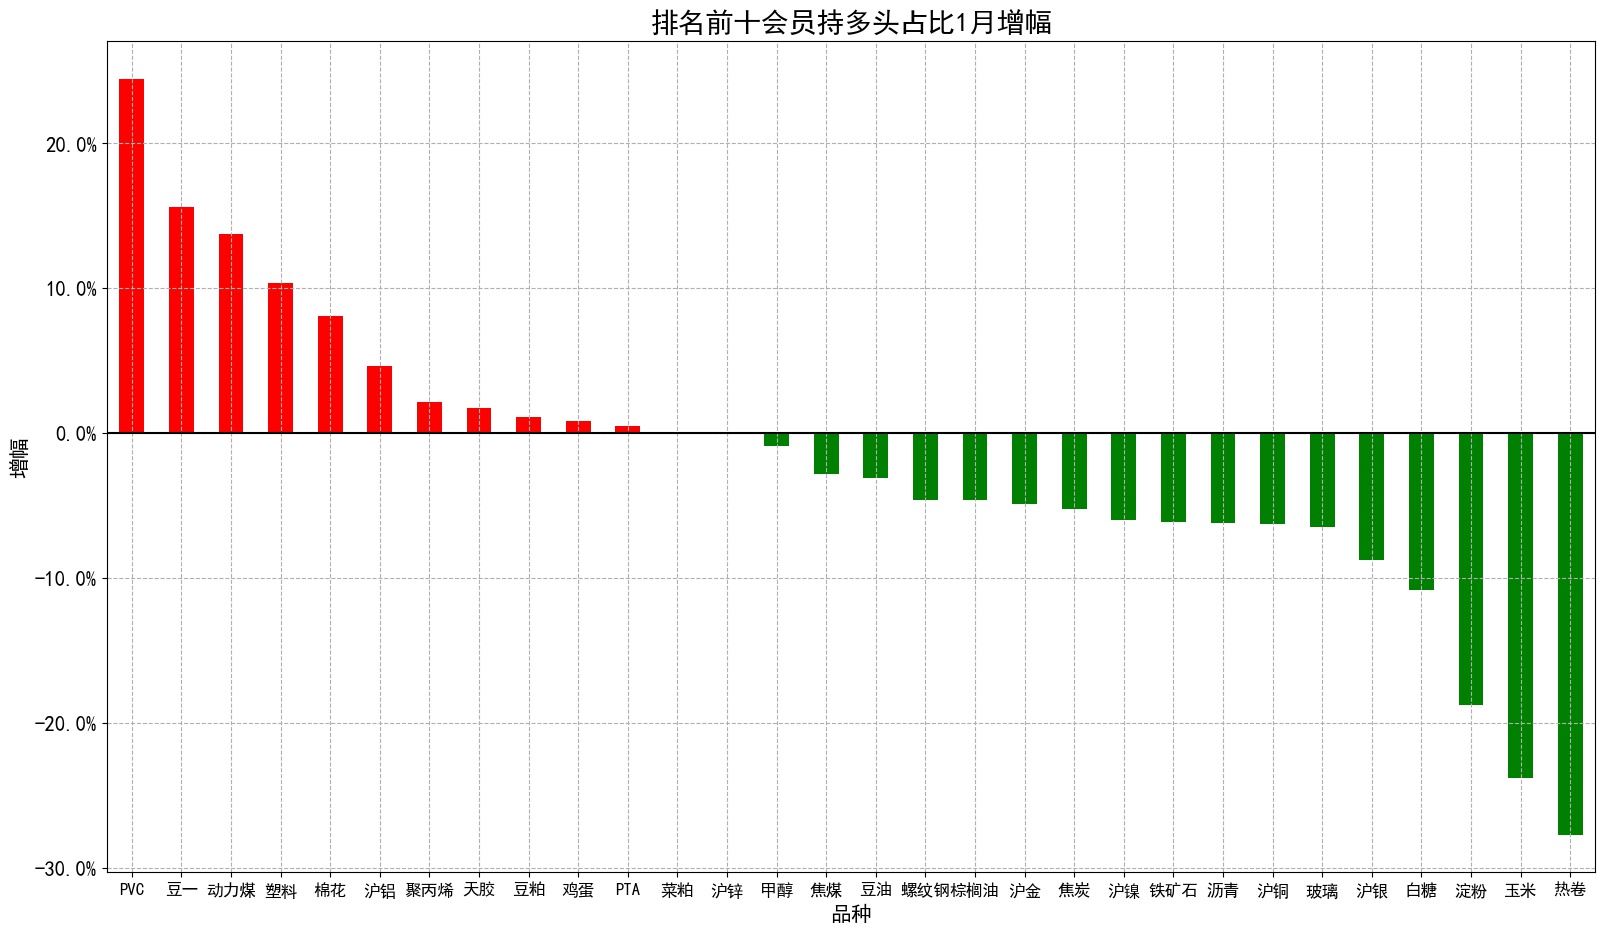 排名前十会员持多头占比1月增幅
20.0%
10.0%
0.0%
-10.0%
-20.0%
-30.0%
增幅
PVC 豆一 动力煤 塑料 棉花 沪铝 聚丙烯 天胶 豆粕 鸡蛋 PTA 菜粕 沪锌 甲醇 焦煤 豆油 螺纹钢 棕榈油 沪金 焦炭 沪镍 铁矿石 沥青 沪铜 玻璃 沪银 白糖 淀粉 玉米 热卷
品种